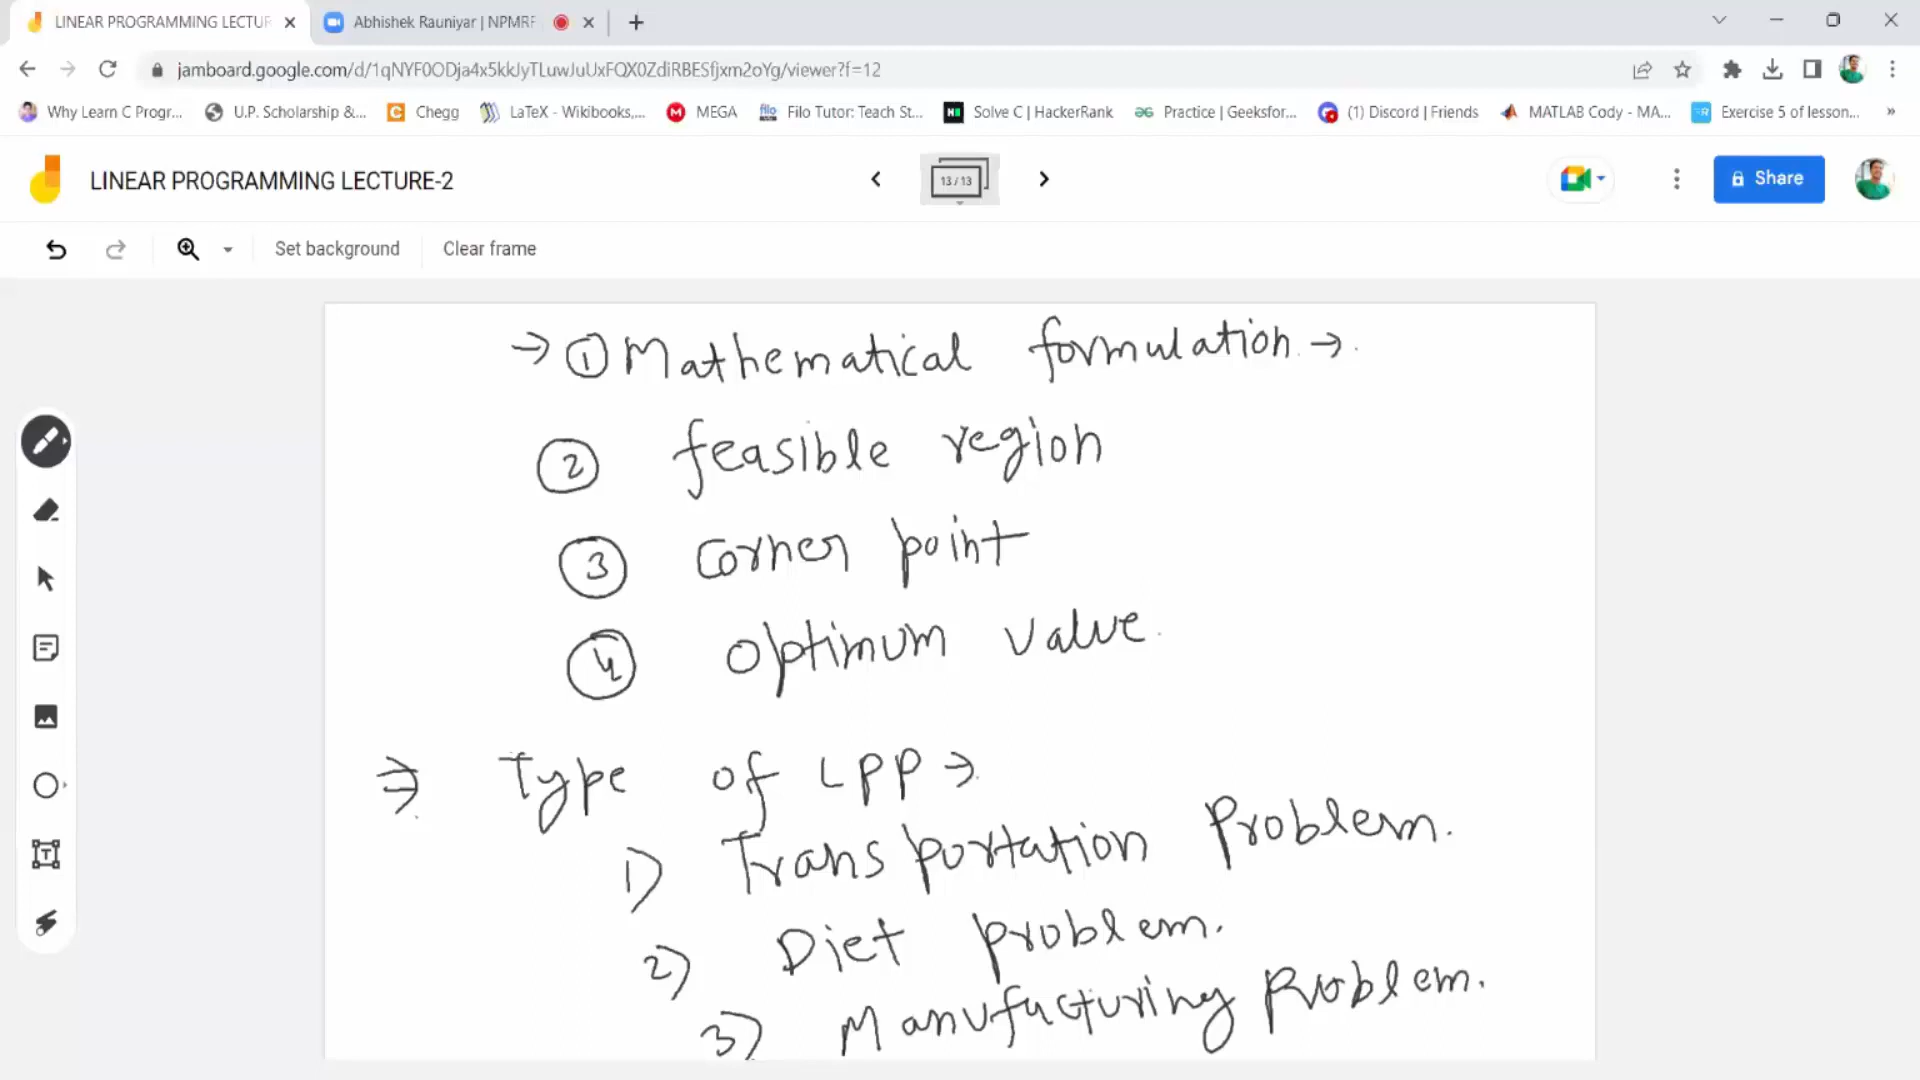 LINEAR PROGRAMMING LECTUR
Abhishek Rauniyar | NPMRF
jamboard.google.com/d/1qNYF0ODja4x5kkJyTLuwJuUxFQX0ZdiRBESfjxm2oYg/viewer?f=12
Why Learn C Progr... U.P. Scholarship &... Chegg LaTeX - Wikibooks,... MEGA Filo Tutor: Teach St... Solve C | HackerRank Practice | Geeksfor... (1) Discord | Friends MATLAB Cody - MA... Exercise 5 of lesson... »
LINEAR PROGRAMMING LECTURE-2
13 / 13
Share
Set background Clear frame
→ ① Mathematical formulation →
② feasible region
③ corner point
④ optimum value.
⇒ Type of LPP →
1) Transportation Problem.
2) Diet problem.
3) Manufacturing Problem.